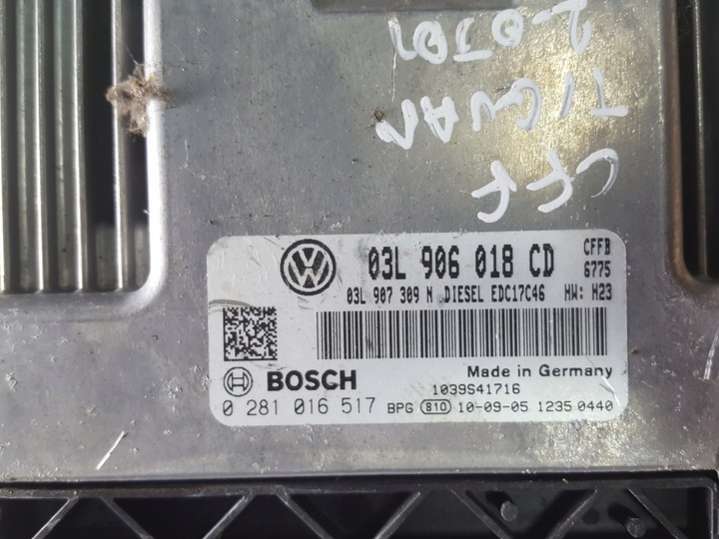 2.0TDI
TIGUAN
CFF
03L 906 018 CD
CFFB
6775
03L 907 309 N DIESEL EDC17C46 HW: H23
BOSCH
Made in Germany
1039S41716
0 281 016 517 BPG 810 10-09-05 1235 0440